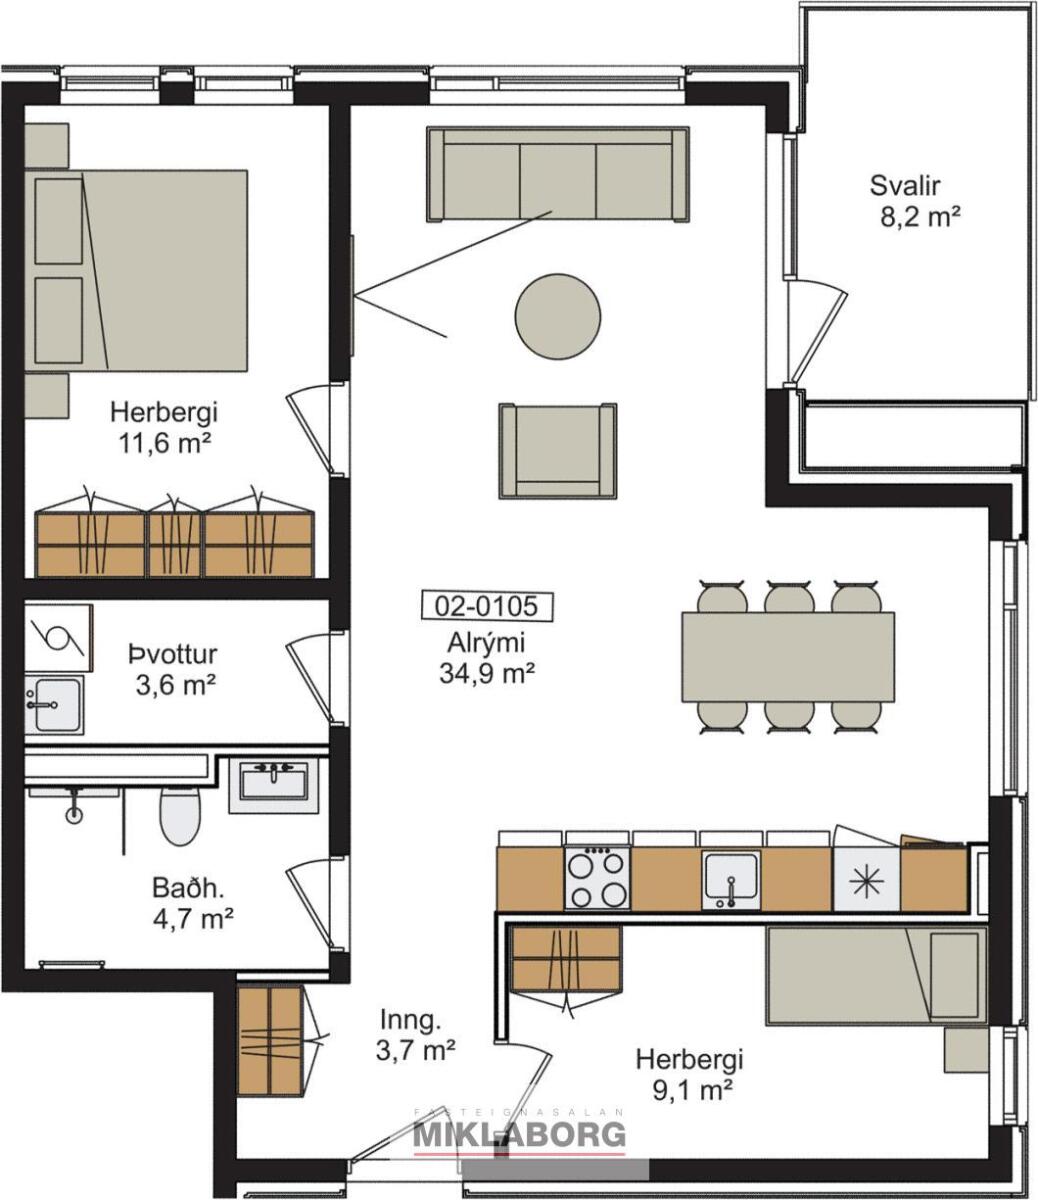 Svalir
8,2 m²
Herbergi
11,6 m²
02-0105
Alrými
34,9 m²
Þvottur
3,6 m²
Baðh.
4,7 m²
Inng.
3,7 m²
Herbergi
9,1 m²
FASTEIGNASALAN
MIKLABORG